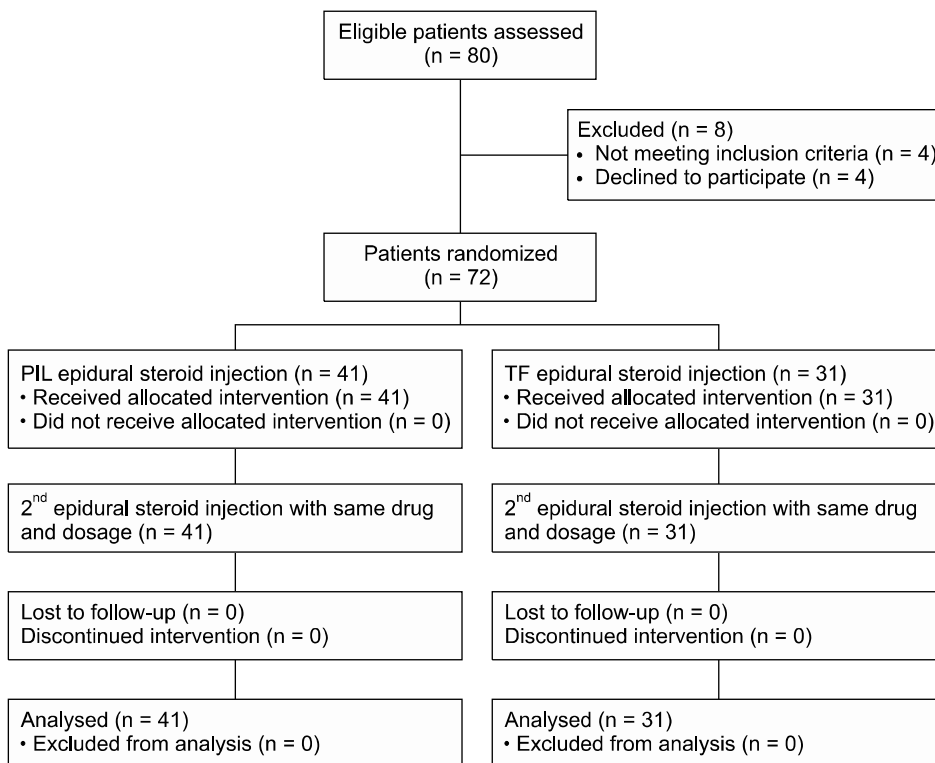 Eligible patients assessed
(n = 80)
Excluded (n = 8)
• Not meeting inclusion criteria (n = 4)
• Declined to participate (n = 4)
Patients randomized
(n = 72)
PIL epidural steroid injection (n = 41)
• Received allocated intervention (n = 41)
• Did not receive allocated intervention (n = 0)
TF epidural steroid injection (n = 31)
• Received allocated intervention (n = 31)
• Did not receive allocated intervention (n = 0)
2nd epidural steroid injection with same drug
and dosage (n = 41)
2nd epidural steroid injection with same drug
and dosage (n = 31)
Lost to follow-up (n = 0)
Discontinued intervention (n = 0)
Lost to follow-up (n = 0)
Discontinued intervention (n = 0)
Analysed (n = 41)
• Excluded from analysis (n = 0)
Analysed (n = 31)
• Excluded from analysis (n = 0)